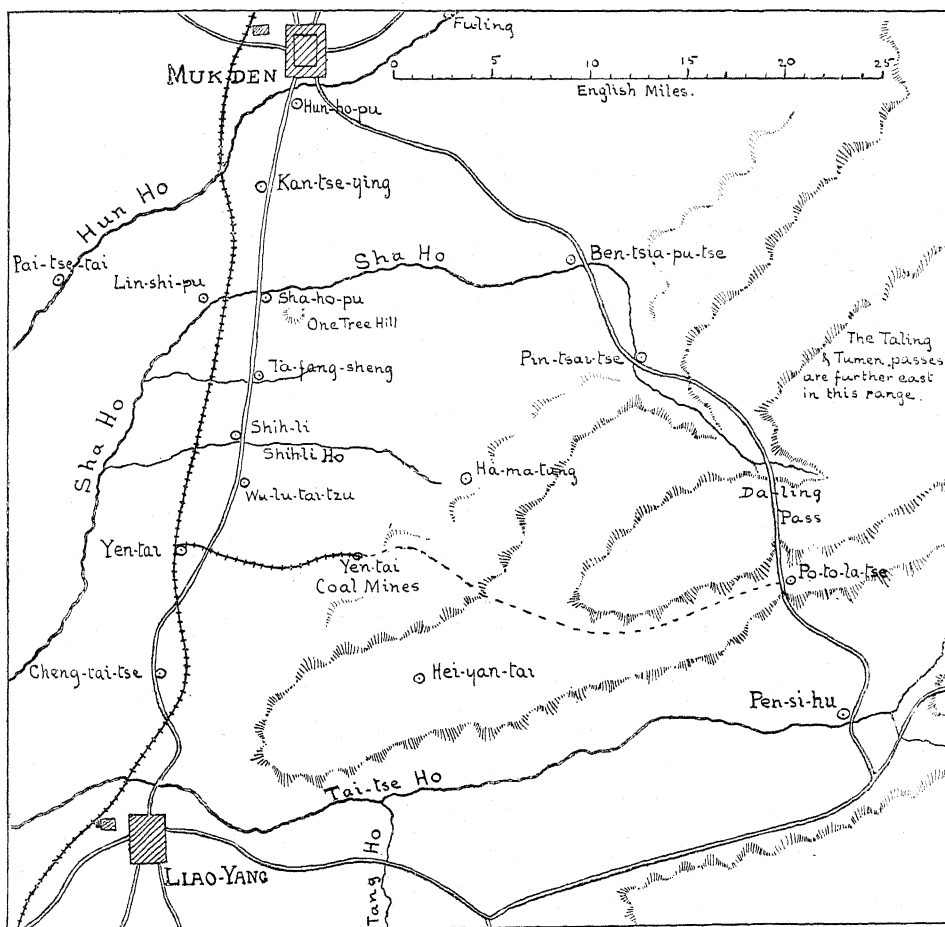 Fuling
MUKDEN
0 5 10 15 20 25
English Miles.
Hun-ho-pu
Kan-tse-ying
Hun Ho
Pai-tse-tai
Lin-shi-pu
Sha Ho
Ben-tsia-pu-tse
Sha-ho-pu
One Tree Hill
Pin-tsai-tse
The Taling
& Tumen passes
are further east
in this range.
Ta-fang-sheng
Sha Ho
Shih-li
Shih-li Ho
Ha-ma-tung
Wu-lu-tai-tzu
Da-ling
Pass
Yen-tai
Yen-tai
Coal Mines
Po-to-la-tse
Cheng-tai-tse
Hei-yan-tai
Pen-si-hu
Tai-tse Ho
LIAO-YANG
Tang Ho